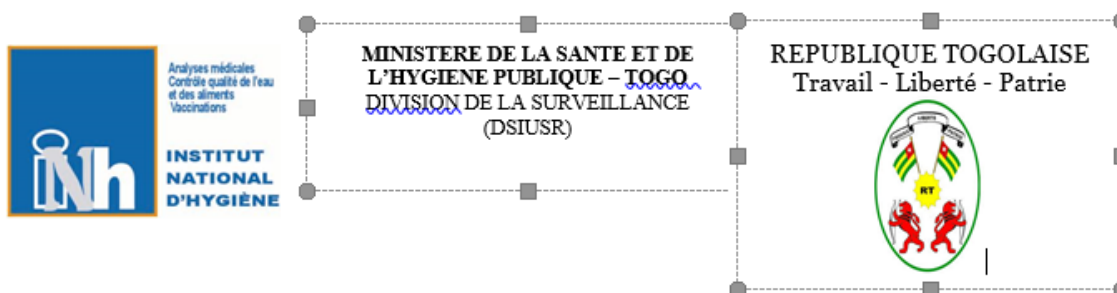 Analyses médicales
Contrôle qualité de l'eau
et des aliments
Vaccinations
iNh
INSTITUT
NATIONAL
D'HYGIÈNE
MINISTERE DE LA SANTE ET DE
L'HYGIENE PUBLIQUE – TOGO
DIVISION DE LA SURVEILLANCE
(DSIUSR)
REPUBLIQUE TOGOLAISE
Travail - Liberté - Patrie
RT